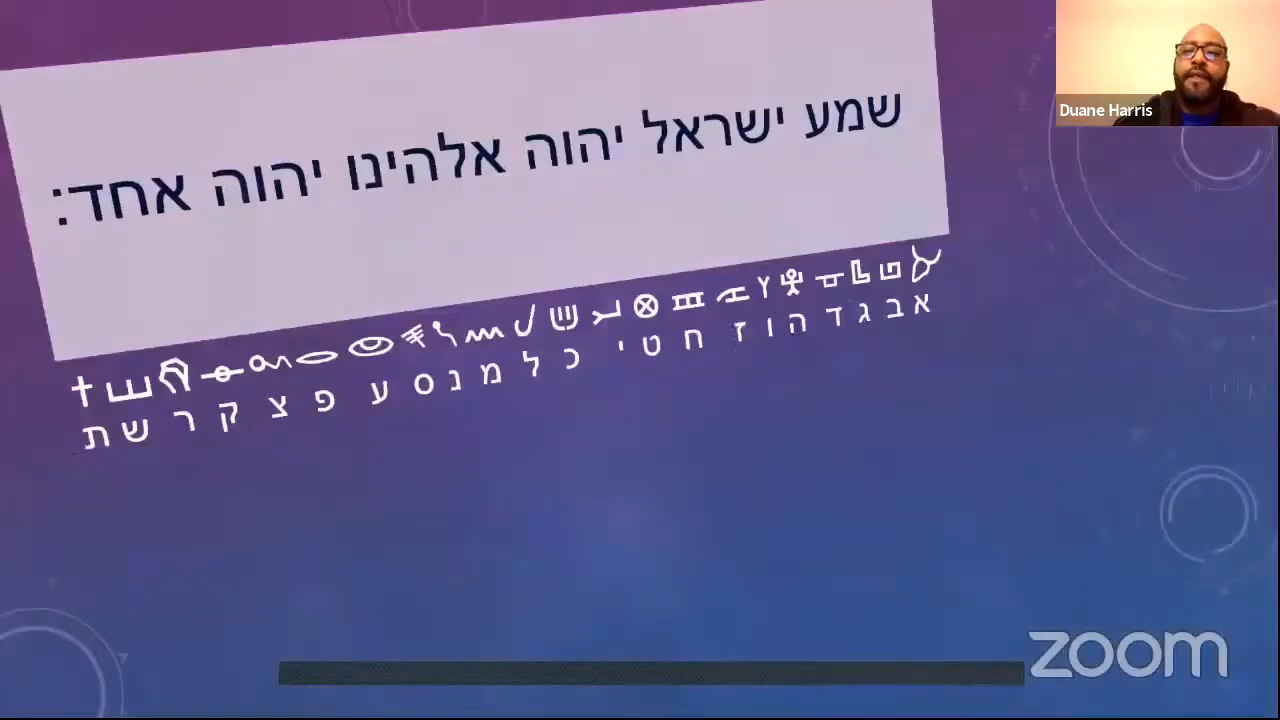 שמע ישראל יהוה אלהינו יהוה אחד:
א ב ג ד ה ו ז ח ט י כ ל מ נ ס ע פ צ ק ר ש ת
Duane Harris
zoom